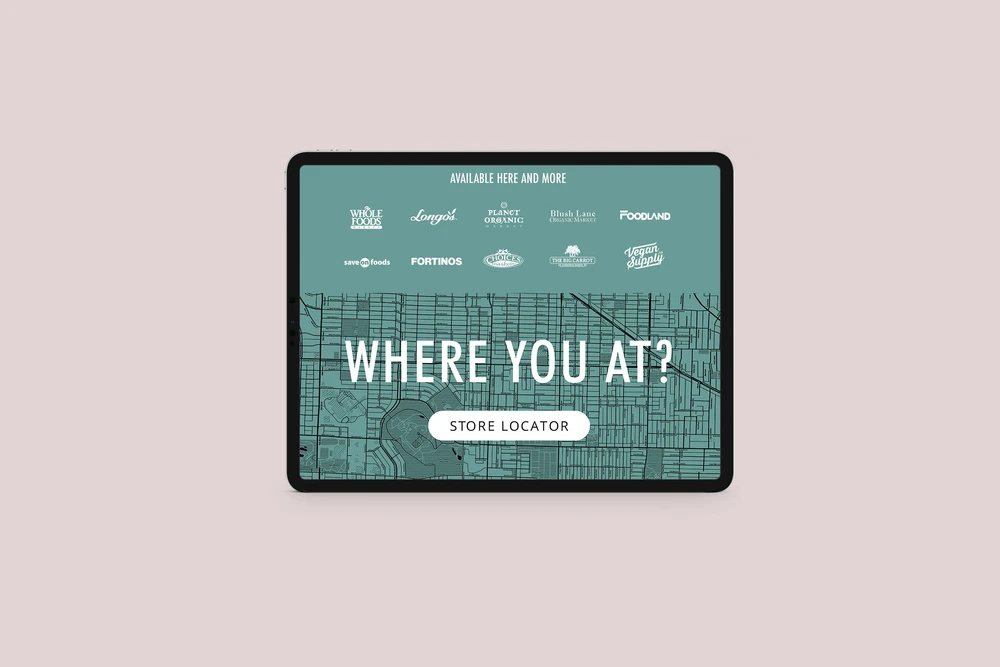 AVAILABLE HERE AND MORE
WHOLE
FOODS
MARKET
Longo's
PLANET
ORGANIC
MARKET
Blush Lane
ORGANIC MARKET
FOODLAND
save on foods
FORTINOS
CHOICES
THE BIG CARROT
Vegan
Supply
WHERE YOU AT?
STORE LOCATOR